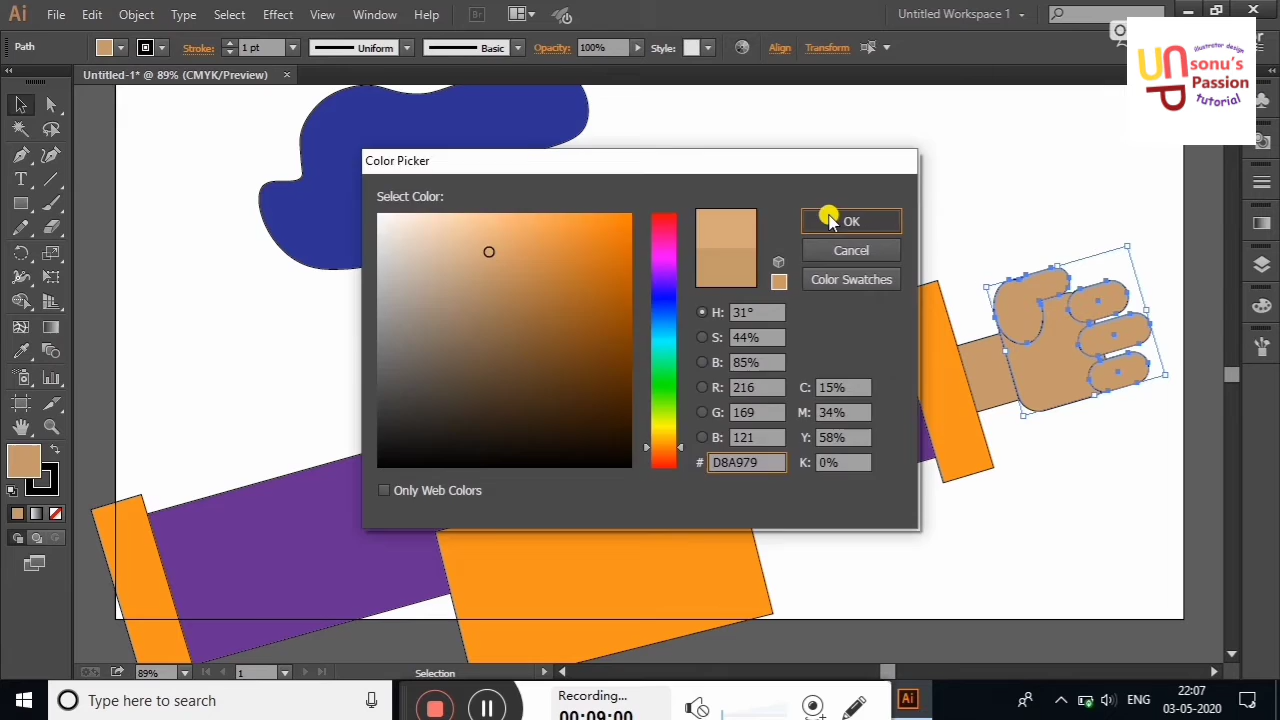 Ai File Edit Object Type Select Effect View Window Help Br Untitled Workspace 1
Path Stroke: 1 pt Uniform Basic Opacity: 100% Style: Align Transform
illustrator design
UN sonu's
P Passion
tutorial
Untitled-1* @ 89% (CMYK/Preview)
Color Picker
Select Color:
OK
Cancel
Color Swatches
H: 31°
S: 44%
B: 85%
R: 216 C: 15%
G: 169 M: 34%
B: 121 Y: 58%
# D8A979 K: 0%
Only Web Colors
T
89% 1 Selection
Type here to search
Recording...
00:09:00
Ai
ENG
22:07
03-05-2020